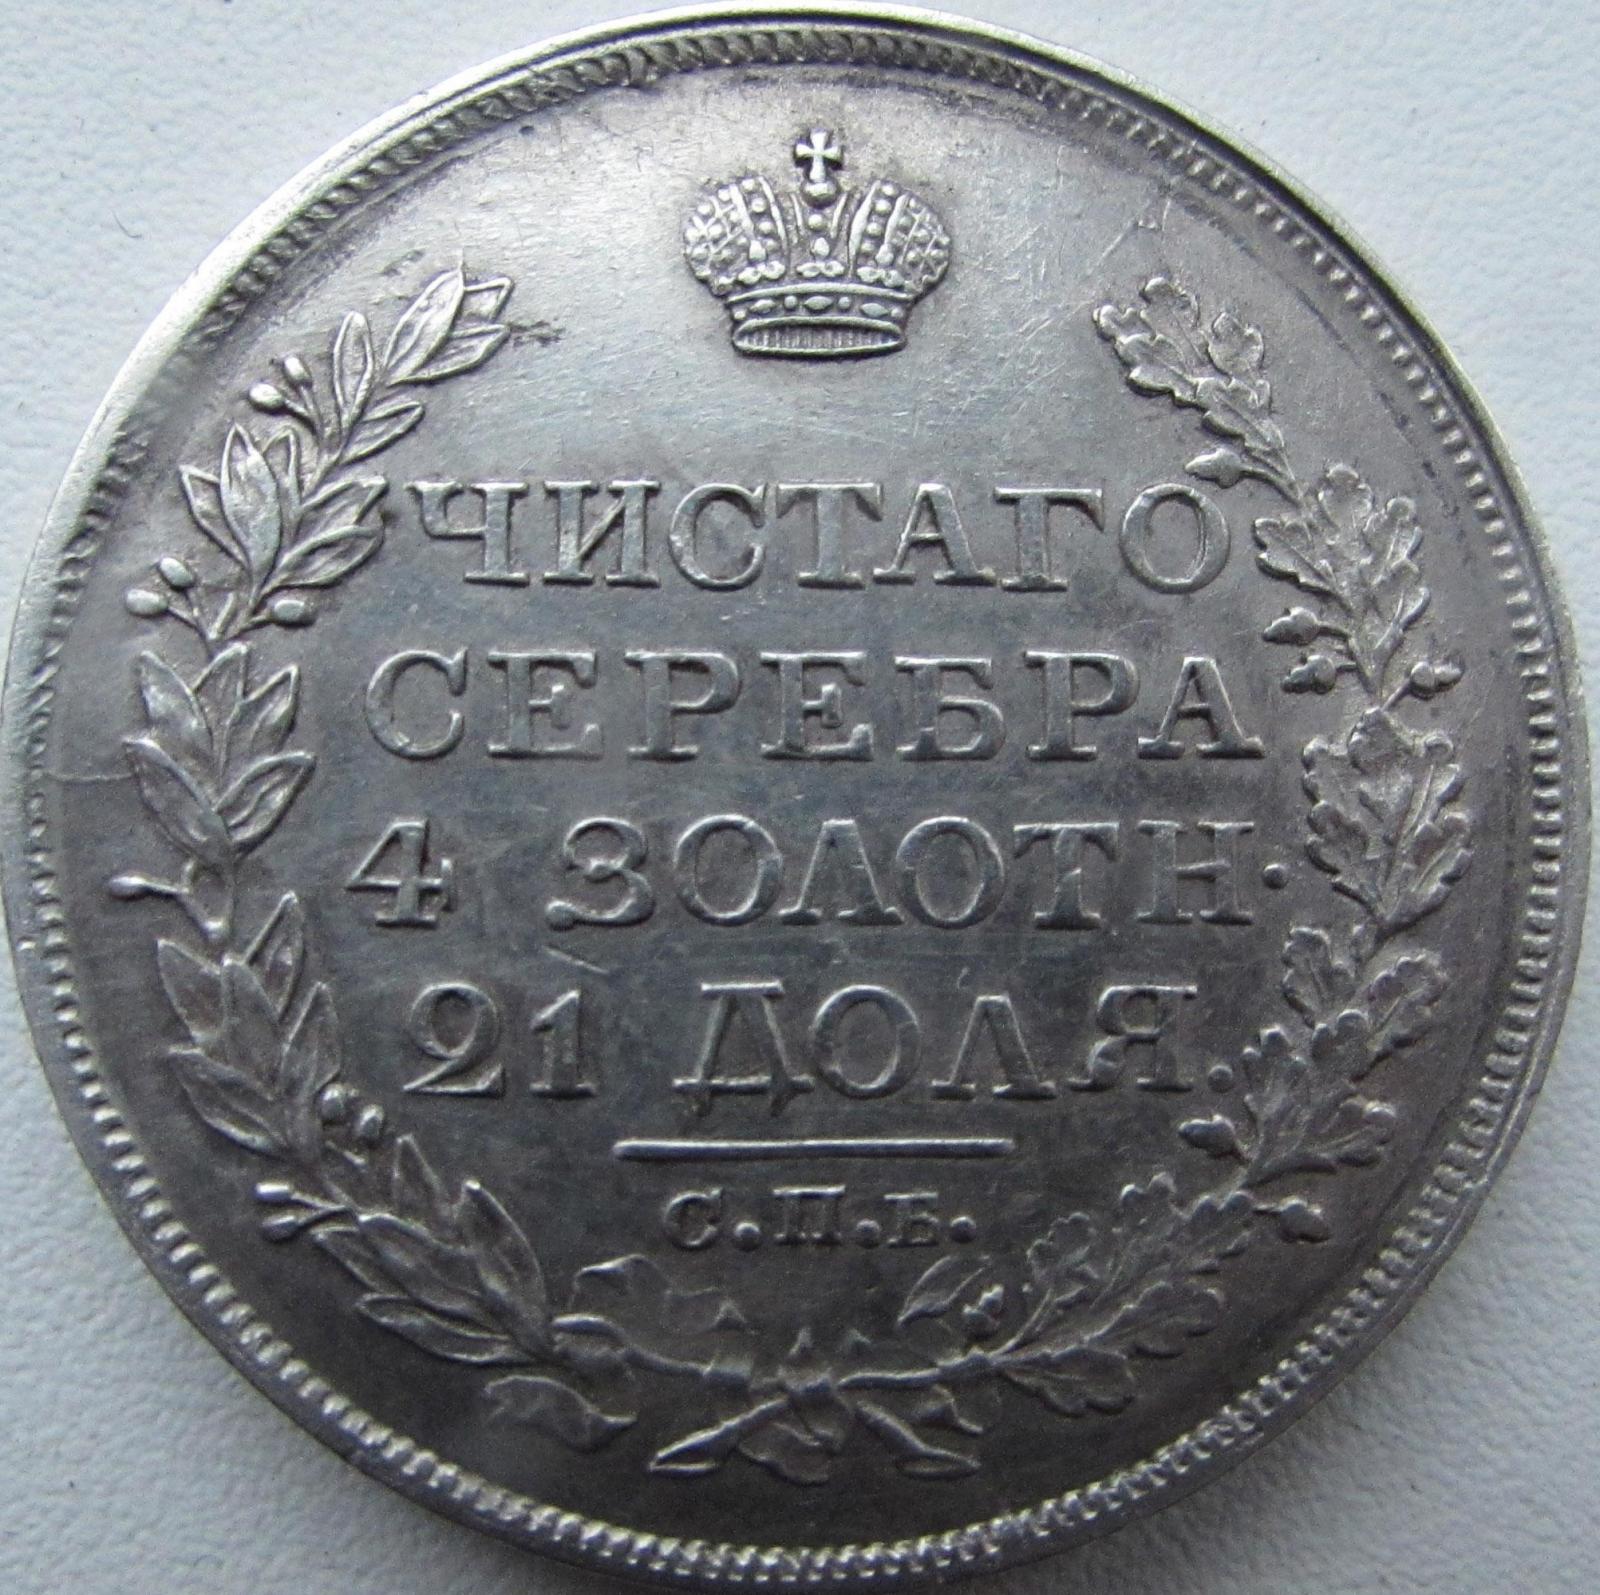 ЧИСТАГО
СЕРЕБРА
4 ЗОЛОТН.
21 ДОЛЯ.
С.П.Б.